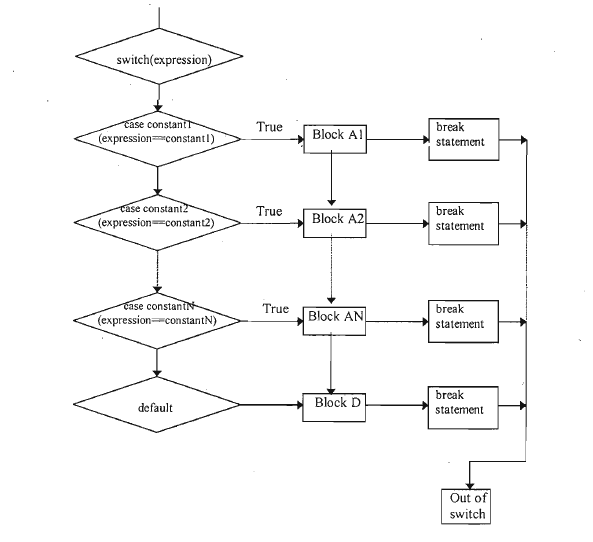 switch(expression)
case constant1
(expression==constant1)
True
Block A1
break
statement
case constant2
(expression==constant2)
True
Block A2
break
statement
case constantN
(expression==constantN)
True
Block AN
break
statement
default
Block D
break
statement
Out of
switch